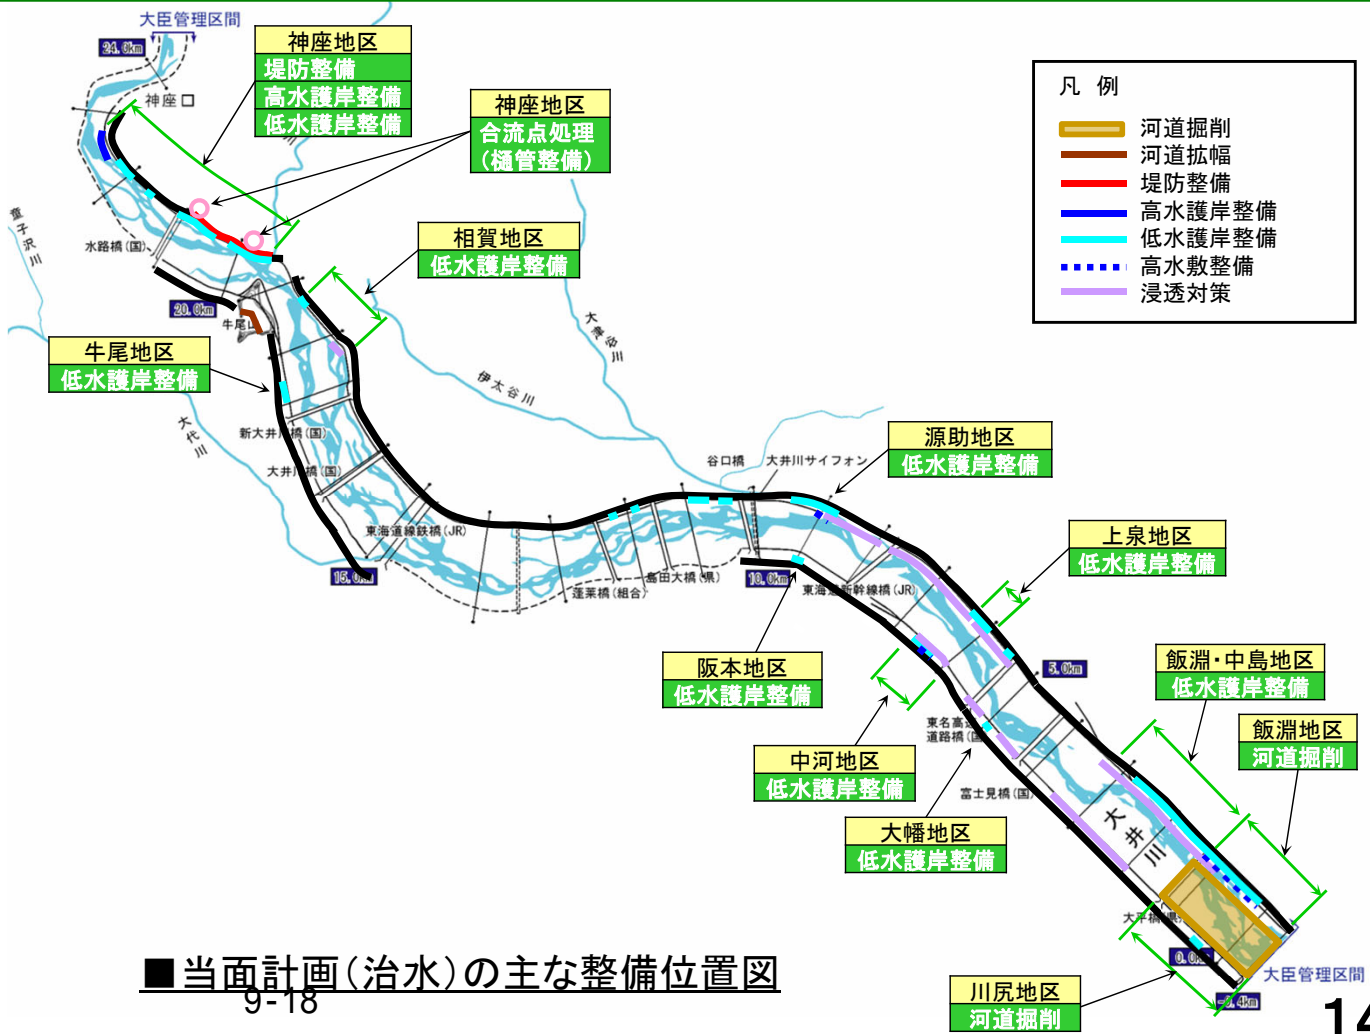 大臣管理区間
24.0km
神座地区
堤防整備
高水護岸整備
低水護岸整備
神座口
神座地区
合流点処理
(樋管整備)
凡 例
河道掘削
河道拡幅
堤防整備
高水護岸整備
低水護岸整備
高水敷整備
浸透対策
童子沢川
水路橋(国)
相賀地区
低水護岸整備
20.0km
牛尾山
牛尾地区
低水護岸整備
大津谷川
伊太谷川
大代川
新大井川橋(国)
大井川橋(国)
東海道線鉄橋(JR)
15.0km
蓬莱橋(組合)
島田大橋(県)
谷口橋
大井川サイフォン
源助地区
低水護岸整備
10.0km
東海道新幹線橋(JR)
上泉地区
低水護岸整備
阪本地区
低水護岸整備
5.0km
飯淵・中島地区
低水護岸整備
飯淵地区
河道掘削
東名高速
道路橋(国)
中河地区
低水護岸整備
富士見橋(国)
大井川
大幡地区
低水護岸整備
大平橋(県)
0.0km
-0.4km
大臣管理区間
川尻地区
河道掘削
■当面計画(治水)の主な整備位置図
9-18
14